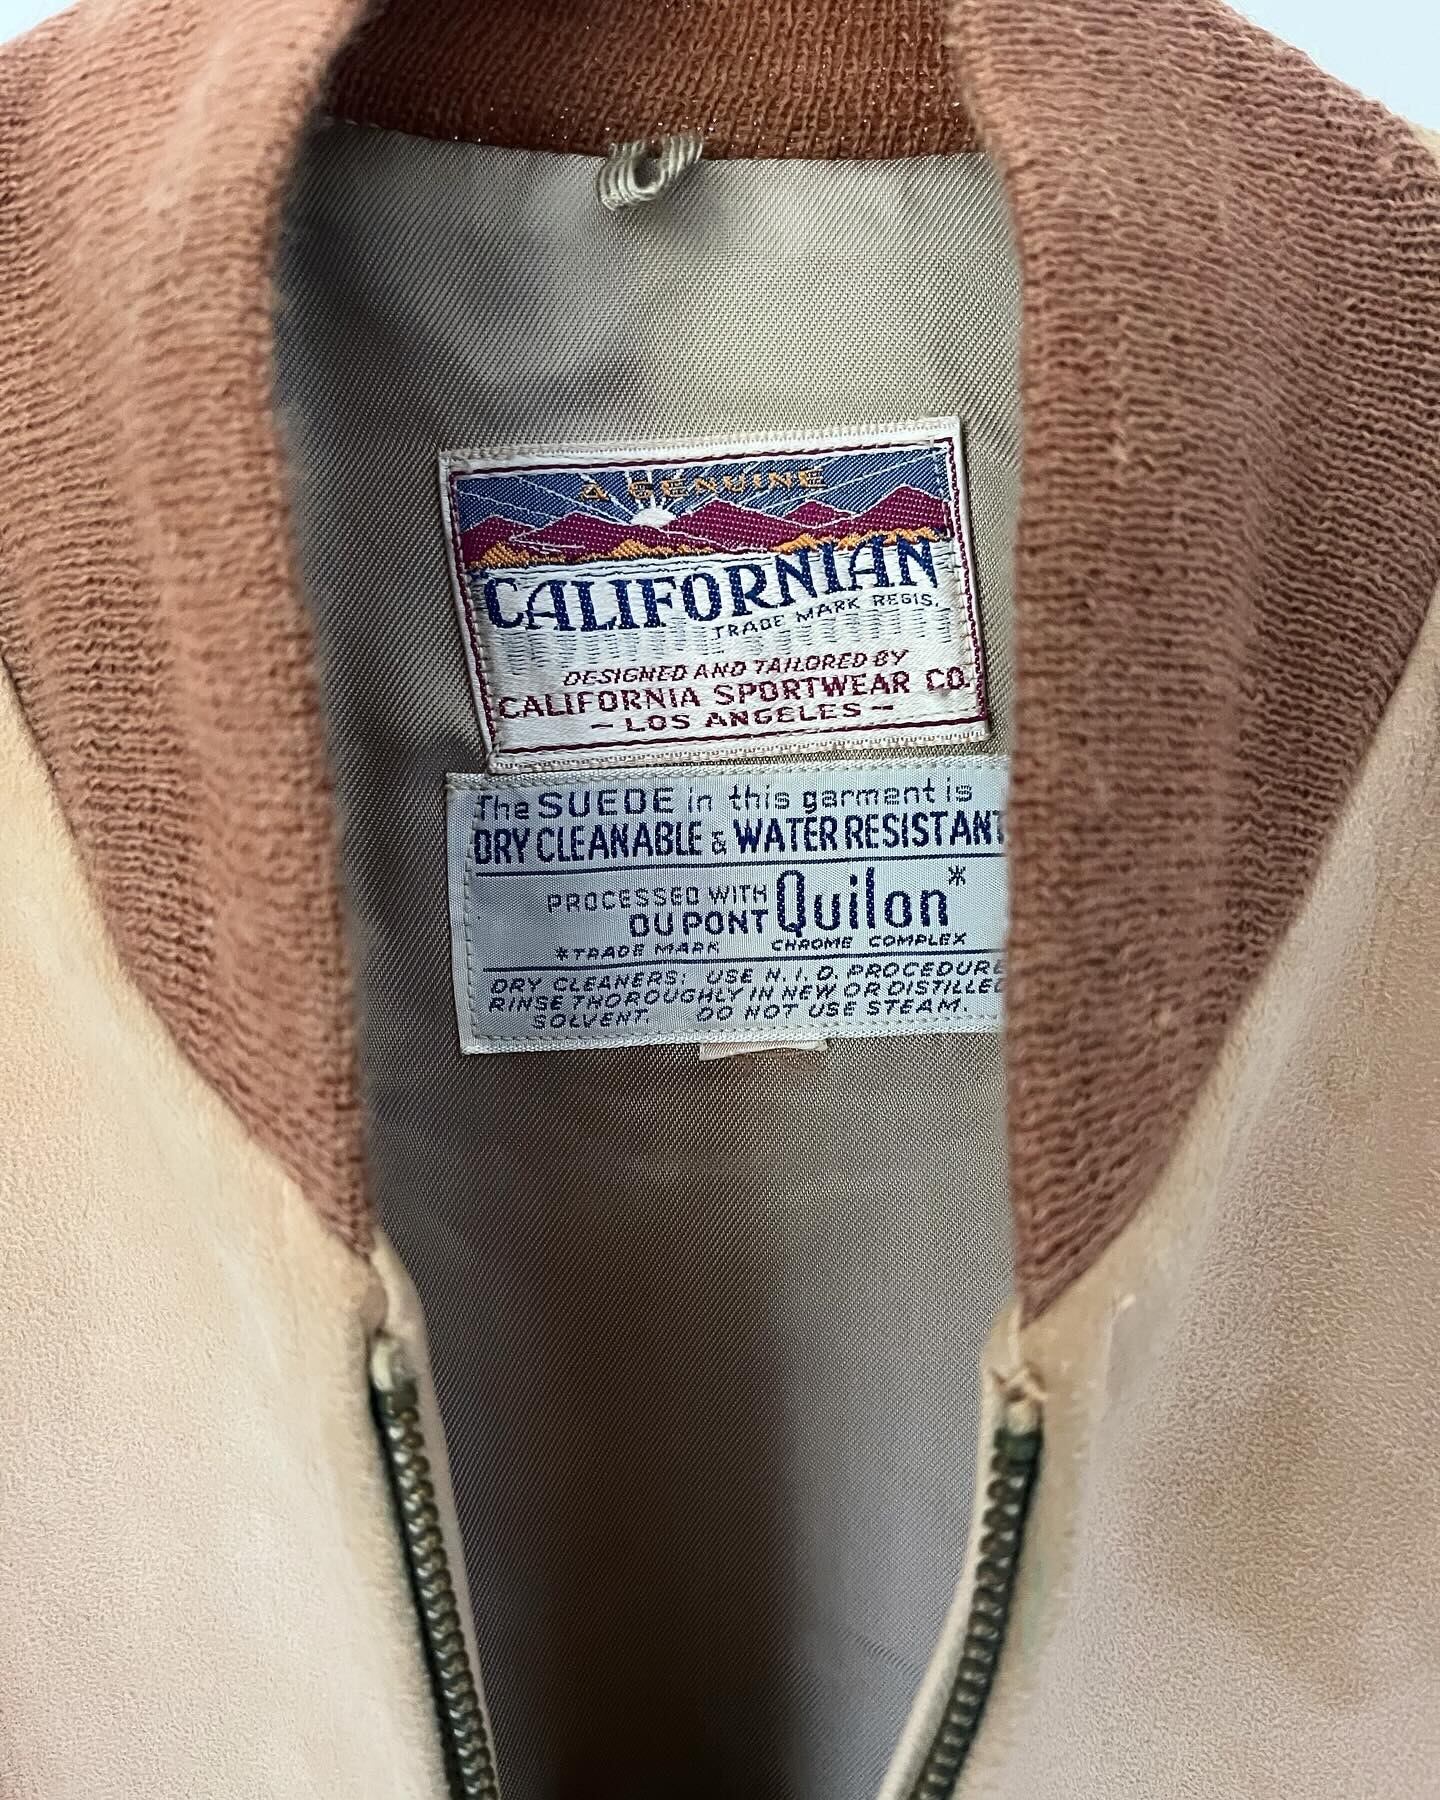 A GENUINE
CALIFORNIAN
TRADE MARK REGIS.
DESIGNED AND TAILORED BY
CALIFORNIA SPORTWEAR CO.
- LOS ANGELES -
The SUEDE in this garment is
DRY CLEANABLE & WATER RESISTANT
PROCESSED WITH
DU PONT Quilon*
*TRADE MARK CHROME COMPLEX
DRY CLEANERS: USE N.I.D. PROCEDURE
RINSE THOROUGHLY IN NEW OR DISTILLED
SOLVENT. DO NOT USE STEAM.